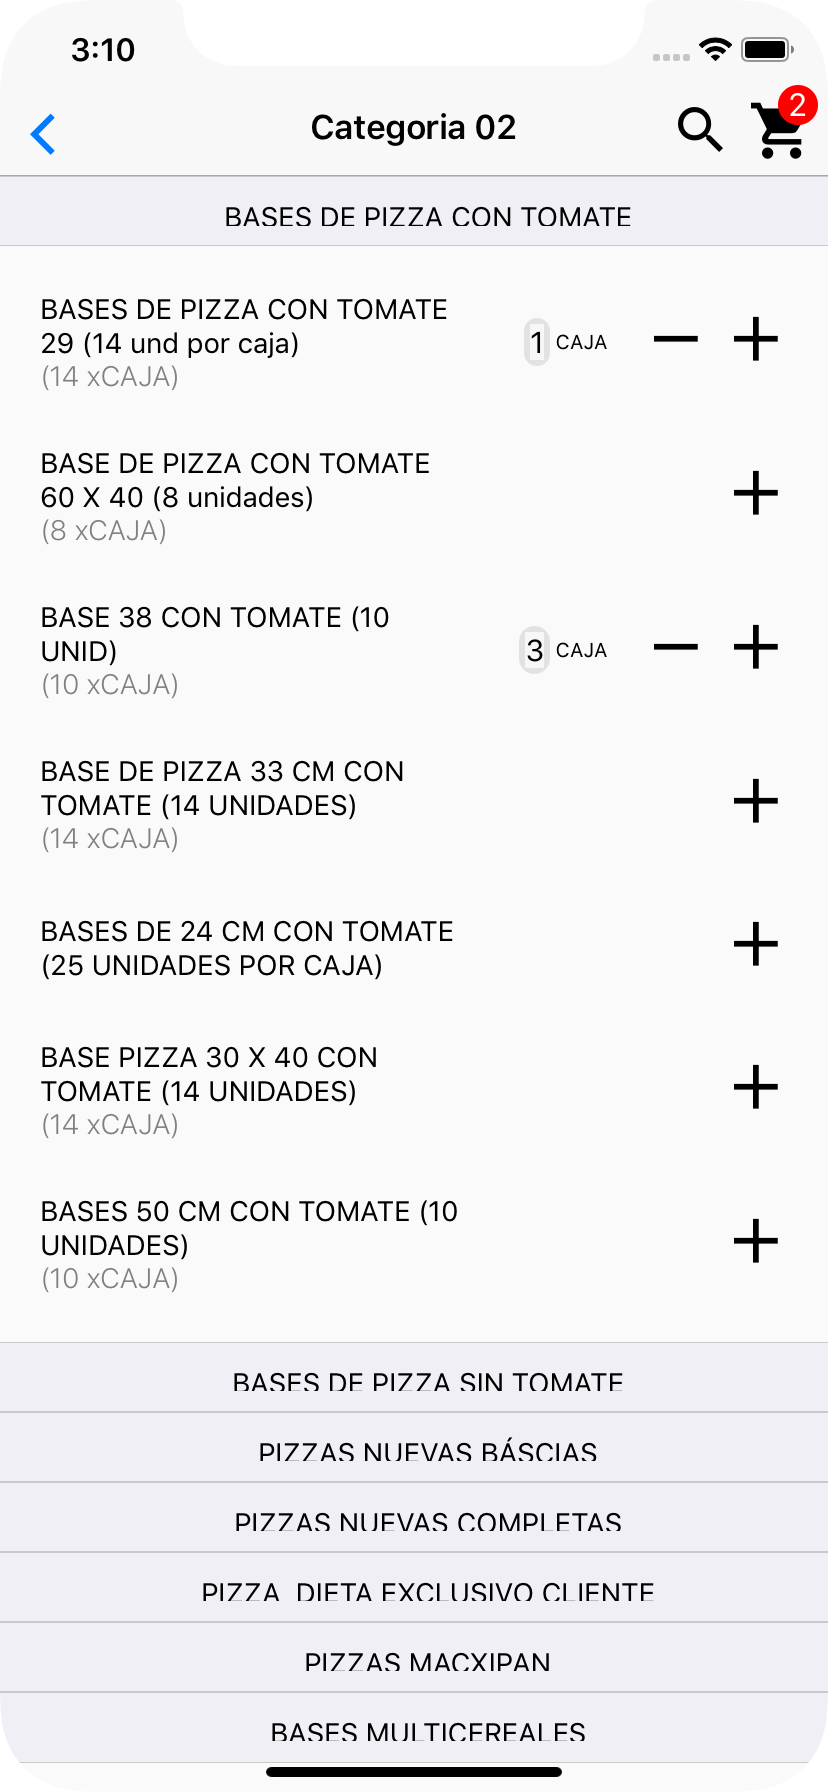 3:10
Categoria 02
2
BASES DE PIZZA CON TOMATE
BASES DE PIZZA CON TOMATE
29 (14 und por caja)
(14 xCAJA)
1 CAJA
BASE DE PIZZA CON TOMATE
60 X 40 (8 unidades)
(8 xCAJA)
BASE 38 CON TOMATE (10
UNID)
(10 xCAJA)
3 CAJA
BASE DE PIZZA 33 CM CON
TOMATE (14 UNIDADES)
(14 xCAJA)
BASES DE 24 CM CON TOMATE
(25 UNIDADES POR CAJA)
BASE PIZZA 30 X 40 CON
TOMATE (14 UNIDADES)
(14 xCAJA)
BASES 50 CM CON TOMATE (10
UNIDADES)
(10 xCAJA)
BASES DE PIZZA SIN TOMATE
PIZZAS NUEVAS BÁSCIAS
PIZZAS NUEVAS COMPLETAS
PIZZA  DIETA EXCLUSIVO CLIENTE
PIZZAS MACXIPAN
BASES MULTICEREALES